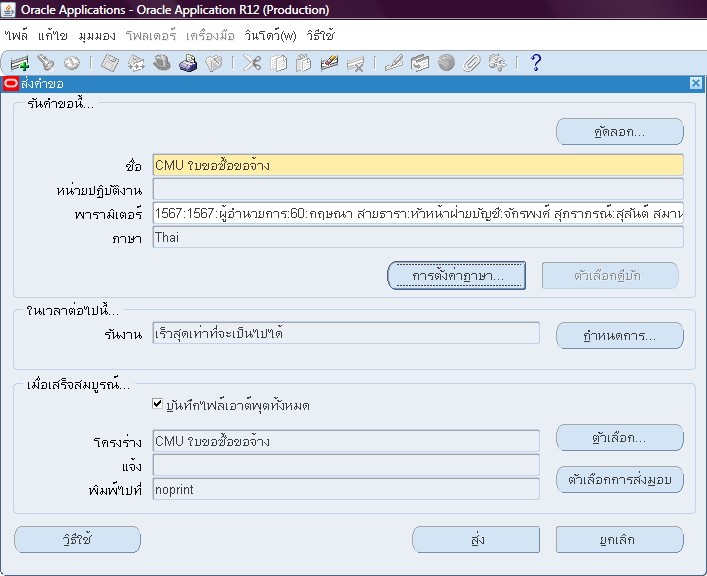 Oracle Applications - Oracle Application R12 (Production)
ไฟล์ แก้ไข มุมมอง โฟลเดอร์ เครื่องมือ วินโดว์(W) วิธีใช้
ส่งคำขอ
รันคำขอนี้...
คัดลอก...
ชื่อ CMU ใบขอซื้อขอจ้าง
หน่วยปฏิบัติงาน
พารามิเตอร์ 1567:1567:ผู้อำนวยการ:60:กฤษณา สายธารา:หัวหน้าฝ่ายบัญชี:จักรพงศ์ สุภราภรณ์:สุสันต์ สมาน
ภาษา Thai
การตั้งค่าภาษา... ตัวเลือกดีบัก
ในเวลาต่อไปนี้...
รันงาน เร็วสุดเท่าที่จะเป็นไปได้ กำหนดการ...
เมื่อเสร็จสมบูรณ์...
บันทึกไฟล์เอาต์พุตทั้งหมด
โครงร่าง CMU ใบขอซื้อขอจ้าง ตัวเลือก...
แจ้ง
พิมพ์ไปที่ noprint ตัวเลือกการส่งมอบ
วิธีใช้ ส่ง ยกเลิก